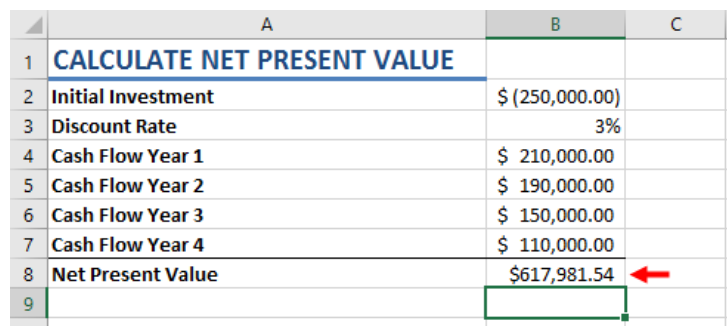 A B C
1 CALCULATE NET PRESENT VALUE
2 Initial Investment $ (250,000.00)
3 Discount Rate 3%
4 Cash Flow Year 1 $ 210,000.00
5 Cash Flow Year 2 $ 190,000.00
6 Cash Flow Year 3 $ 150,000.00
7 Cash Flow Year 4 $ 110,000.00
8 Net Present Value $617,981.54
9